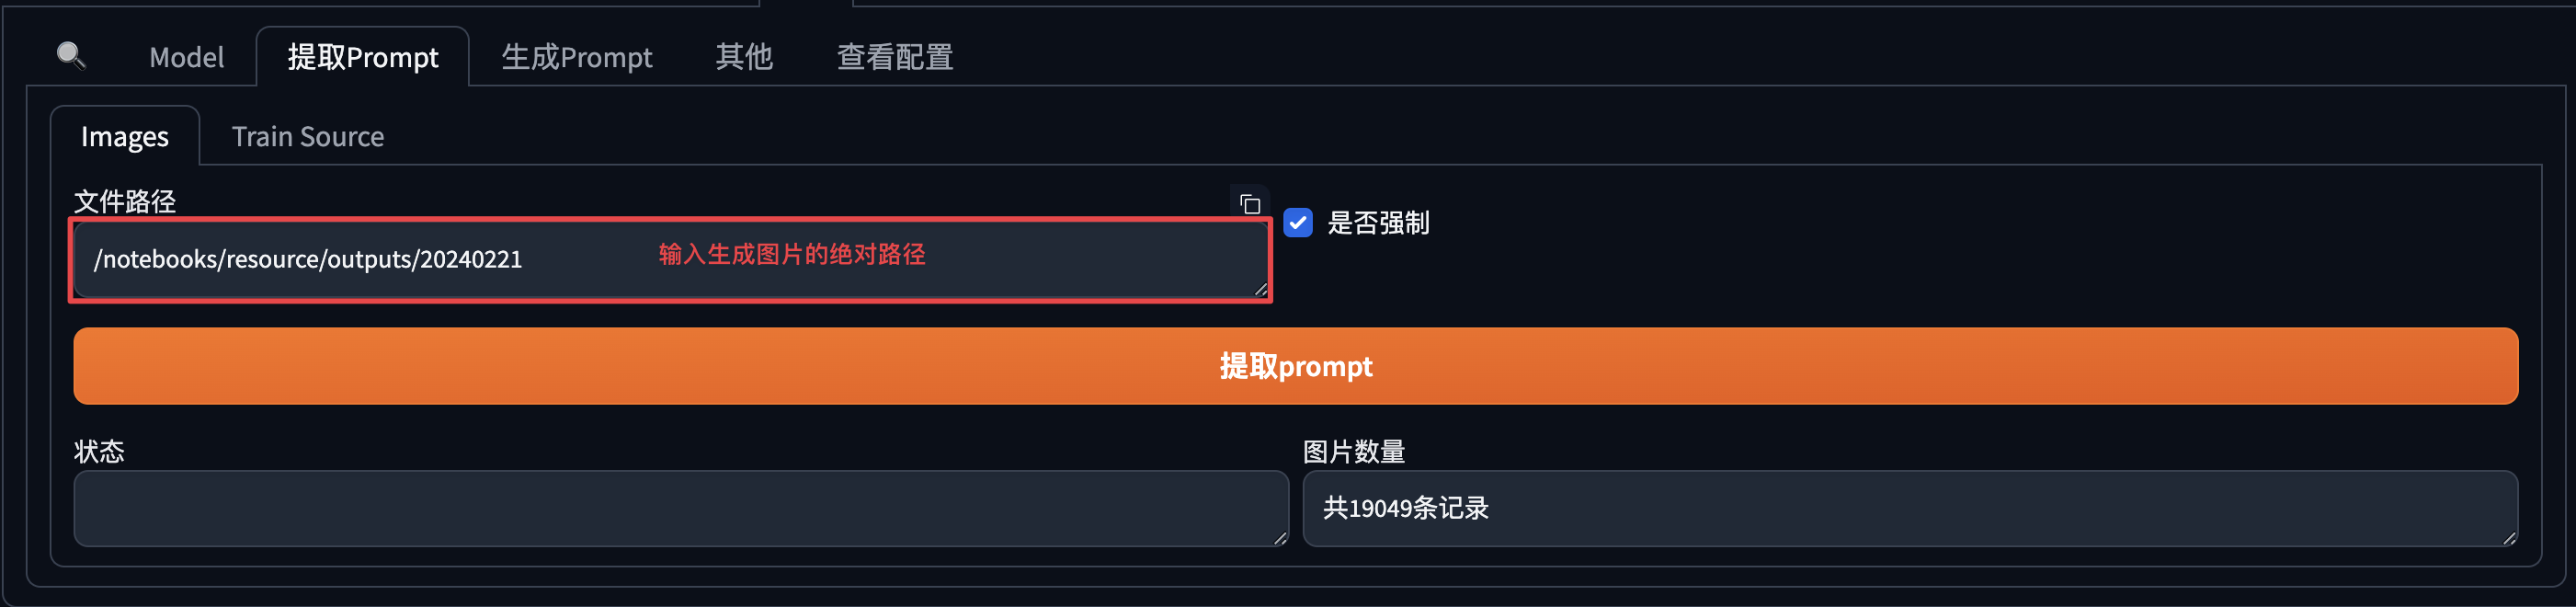 Model 提取Prompt 生成Prompt 其他 查看配置
Images Train Source
文件路径
是否强制
/notebooks/resource/outputs/20240221 输入生成图片的绝对路径
提取prompt
状态 图片数量
共19049条记录